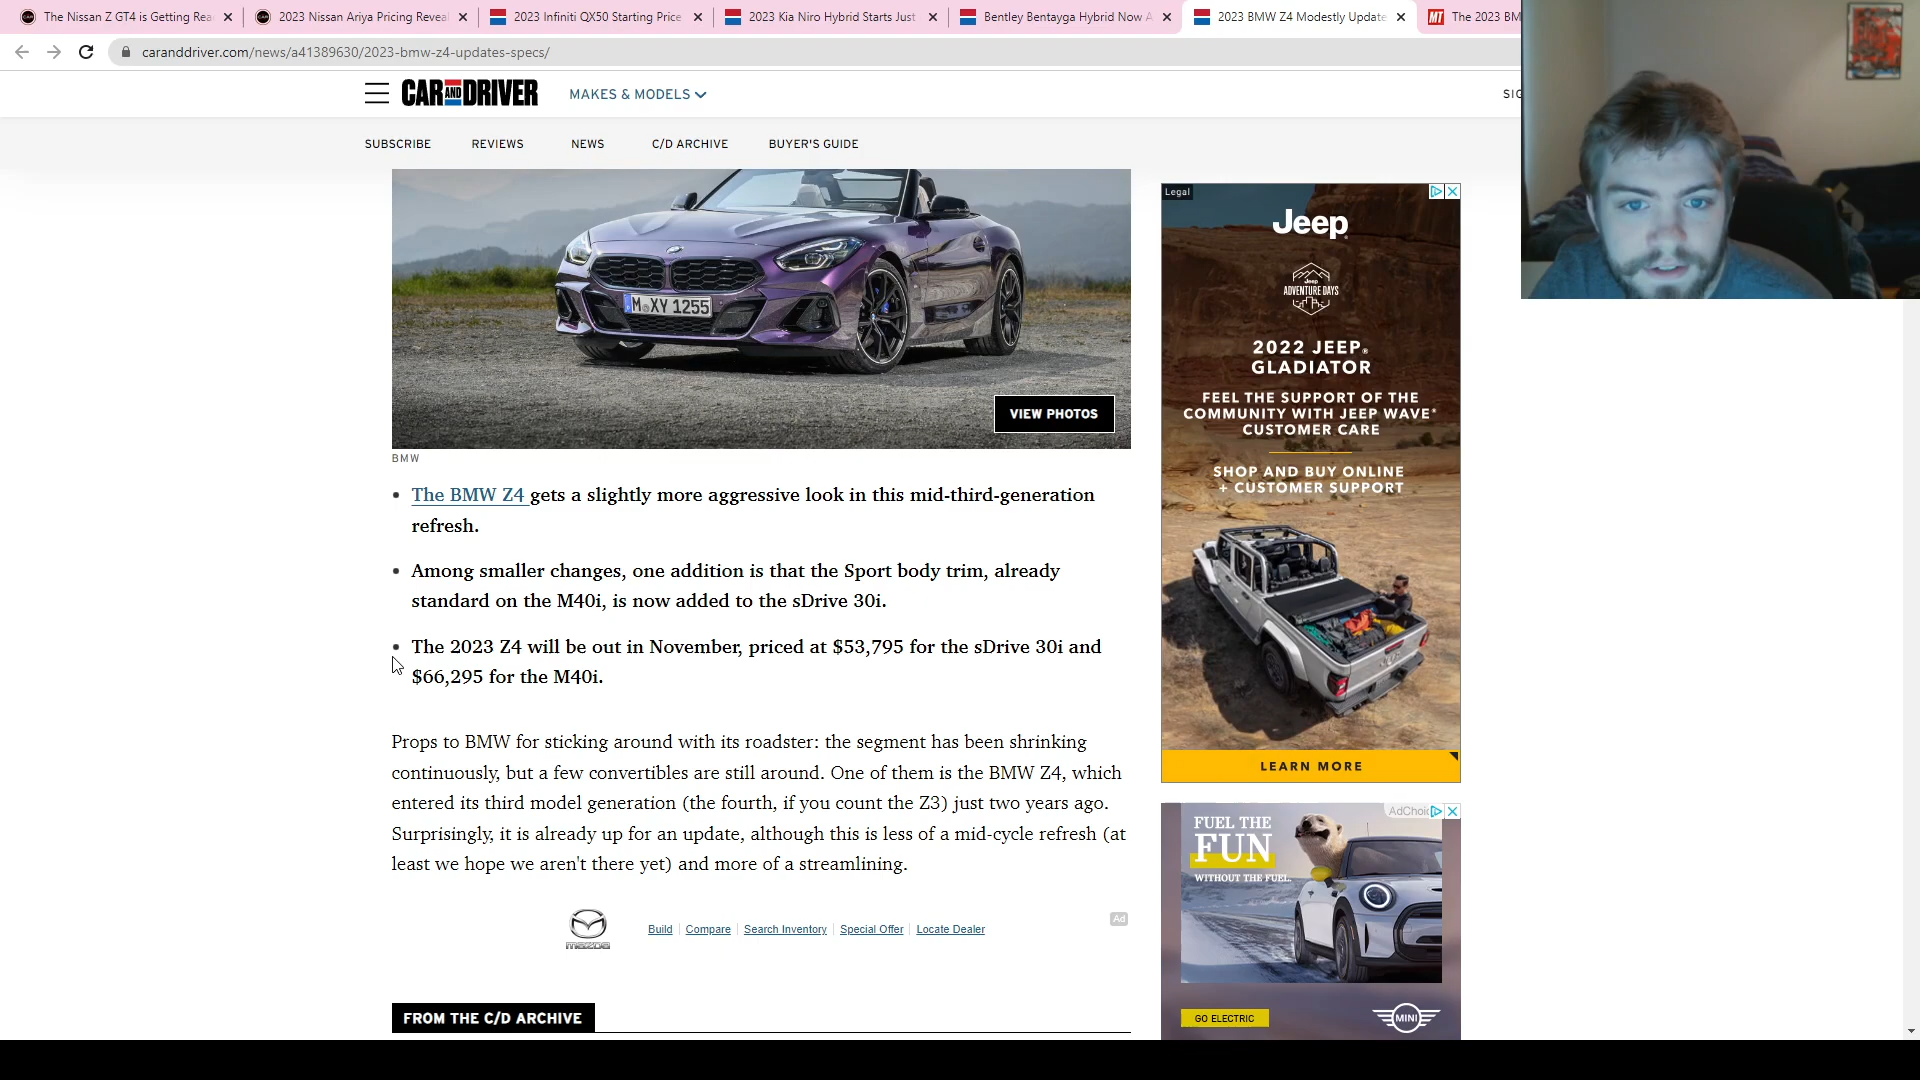 The Nissan Z GT4 is Getting Rea
2023 Nissan Ariya Pricing Reveal
2023 Infiniti QX50 Starting Price
2023 Kia Niro Hybrid Starts Just
Bentley Bentayga Hybrid Now A
2023 BMW Z4 Modestly Update
MT The 2023 BM
caranddriver.com/news/a41389630/2023-bmw-z4-updates-specs/
CAR AND DRIVER
MAKES & MODELS
SIG
SUBSCRIBE
REVIEWS
NEWS
C/D ARCHIVE
BUYER'S GUIDE
M XY 1255
VIEW PHOTOS
BMW
The BMW Z4 gets a slightly more aggressive look in this mid-third-generation
refresh.
Among smaller changes, one addition is that the Sport body trim, already
standard on the M40i, is now added to the sDrive 30i.
The 2023 Z4 will be out in November, priced at $53,795 for the sDrive 30i and
$66,295 for the M40i.
Props to BMW for sticking around with its roadster: the segment has been shrinking
continuously, but a few convertibles are still around. One of them is the BMW Z4, which
entered its third model generation (the fourth, if you count the Z3) just two years ago.
Surprisingly, it is already up for an update, although this is less of a mid-cycle refresh (at
least we hope we aren't there yet) and more of a streamlining.
mazda
Build
Compare
Search Inventory
Special Offer
Locate Dealer
Ad
FROM THE C/D ARCHIVE
Legal
Jeep®
Jeep
ADVENTURE DAYS
2022 JEEP®
GLADIATOR
FEEL THE SUPPORT OF THE
COMMUNITY WITH JEEP WAVE®
CUSTOMER CARE
SHOP AND BUY ONLINE
+ CUSTOMER SUPPORT
LEARN MORE
AdChoic
FUEL THE
FUN
WITHOUT THE FUEL.
GO ELECTRIC
MINI